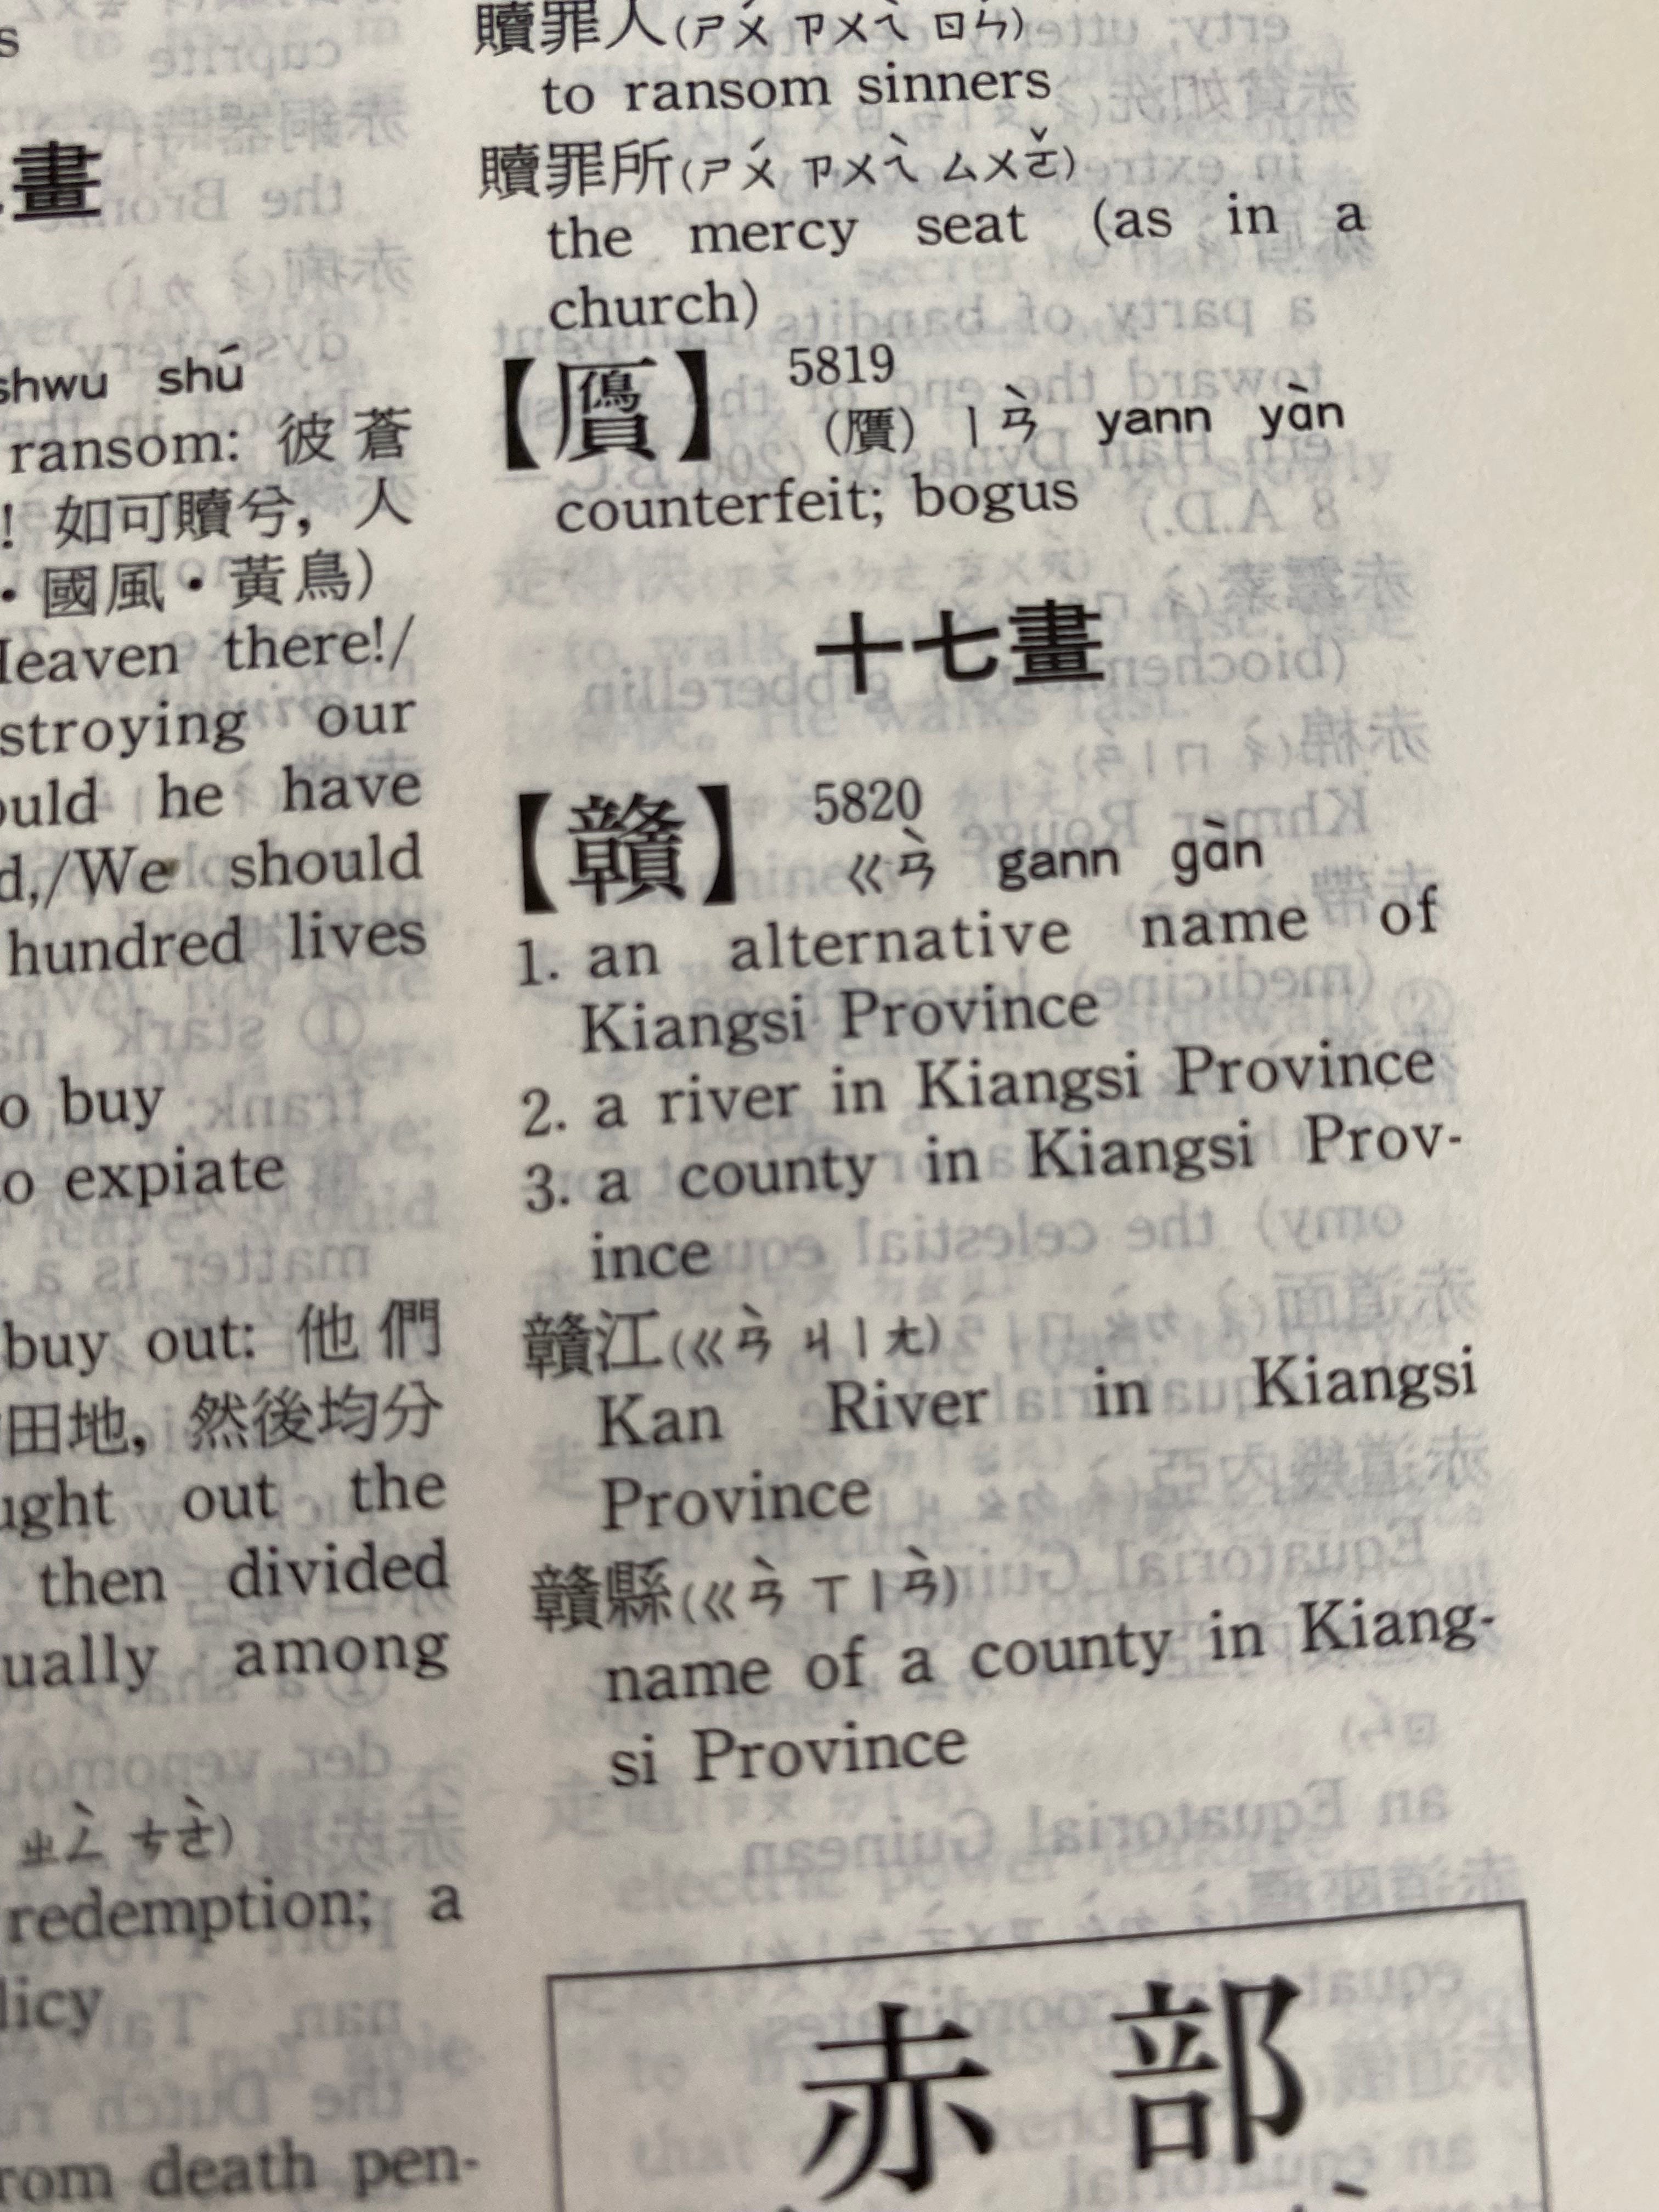 s
畫
shwu shú
ransom: 彼蒼
! 如可贖兮, 人
・國風・黃鳥)
Heaven there!/
stroying our
ould he have
d,/We should
hundred lives
o buy
o expiate
buy out: 他們
田地, 然後均分
ught out the
then divided
ually among
ㄓㄥˋ ㄘㄜˋ)
redemption; a
licy
rom death pen-
贖罪人(ㄕㄨˊ ㄗㄨㄟˋ ㄖㄣˊ)
to ransom sinners
贖罪所(ㄕㄨˊ ㄗㄨㄟˋ ㄙㄨㄛˇ)
the mercy seat (as in a
church)
【贗】 5819
(贋) ㄧㄢˋ yann yàn
counterfeit; bogus
十七畫
【贛】 5820
ㄍㄢˋ gann gàn
1. an alternative name of
Kiangsi Province
2. a river in Kiangsi Province
3. a county in Kiangsi Prov-
ince
贛江(ㄍㄢˋ ㄐㄧㄤ)
Kan River in Kiangsi
Province
贛縣(ㄍㄢˋ ㄒㄧㄢˋ)
name of a county in Kiang-
si Province
赤部